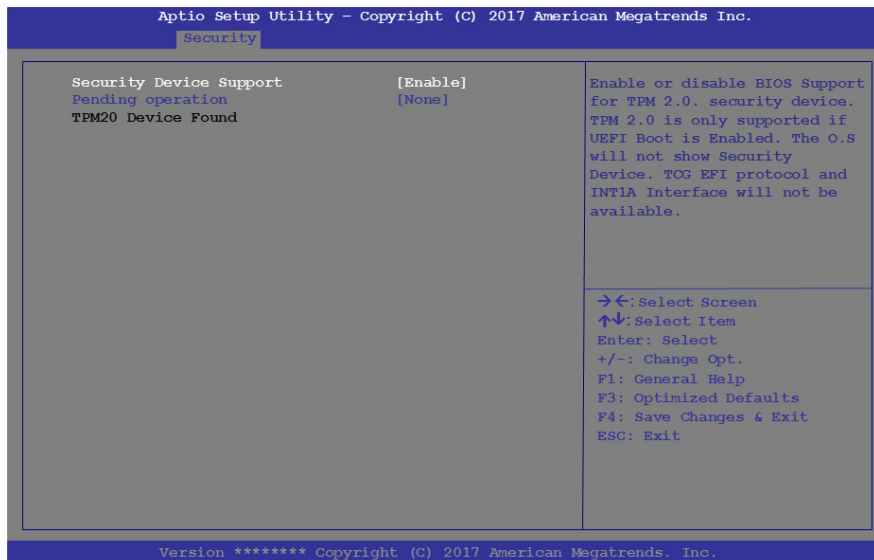 Aptio Setup Utility – Copyright (C) 2017 American Megatrends Inc.
Security
Security Device Support [Enable]
Pending operation [None]
TPM20 Device Found
Enable or disable BIOS Support
for TPM 2.0. security device.
TPM 2.0 is only supported if
UEFI Boot is Enabled. The O.S
will not show Security
Device. TCG EFI protocol and
INT1A Interface will not be
available.
→←:Select Screen
↑↓:Select Item
Enter: Select
+/-: Change Opt.
F1: General Help
F3: Optimized Defaults
F4: Save Changes & Exit
ESC: Exit
Version ******** Copyright (C) 2017 American Megatrends. Inc.